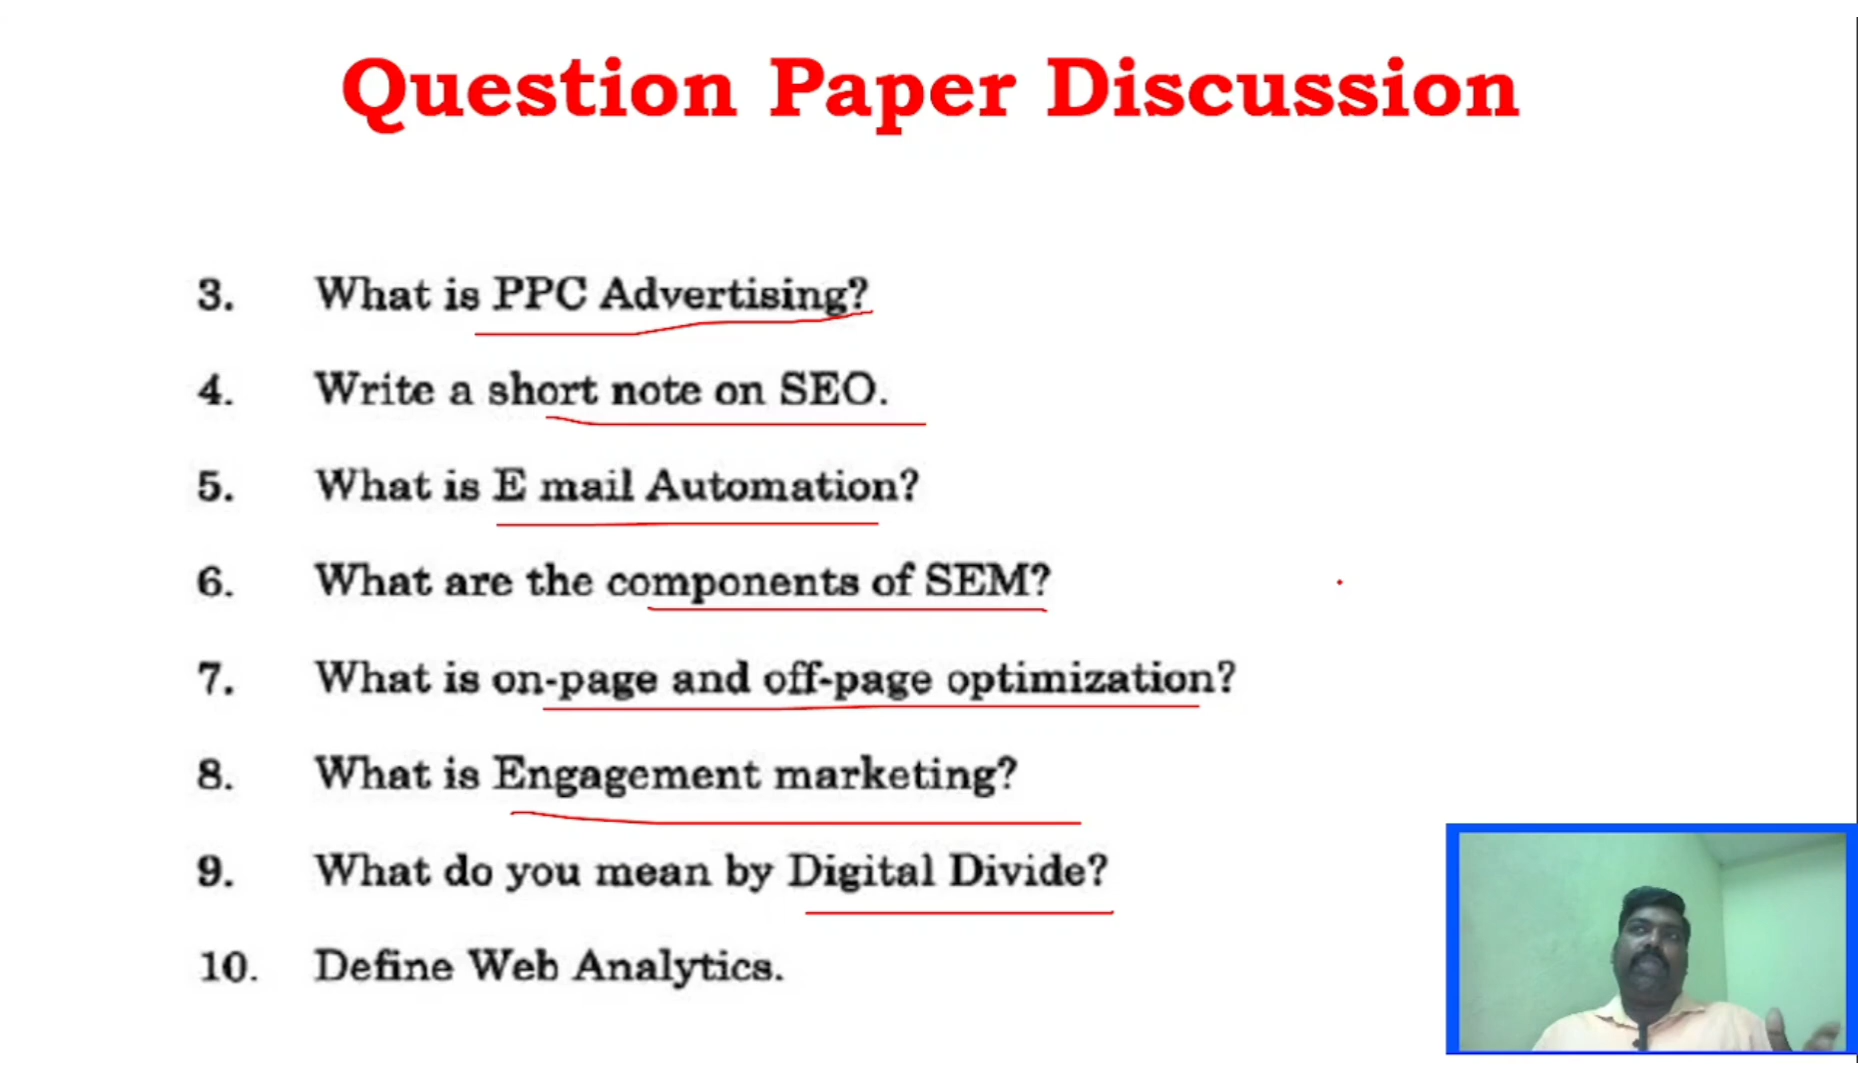 Question Paper Discussion
3. What is PPC Advertising?
4. Write a short note on SEO.
5. What is E mail Automation?
6. What are the components of SEM?
7. What is on-page and off-page optimization?
8. What is Engagement marketing?
9. What do you mean by Digital Divide?
10. Define Web Analytics.